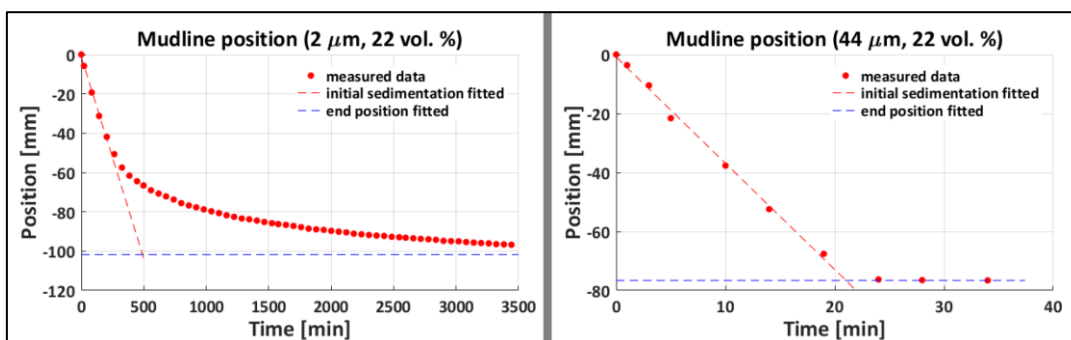 Mudline position (2 μm, 22 vol. %)
0
-20
-40
-60
-80
-100
-120
Position [mm]
measured data
initial sedimentation fitted
end position fitted
0 500 1000 1500 2000 2500 3000 3500
Time [min]
Mudline position (44 μm, 22 vol. %)
0
-20
-40
-60
-80
Position [mm]
measured data
initial sedimentation fitted
end position fitted
0 10 20 30 40
Time [min]